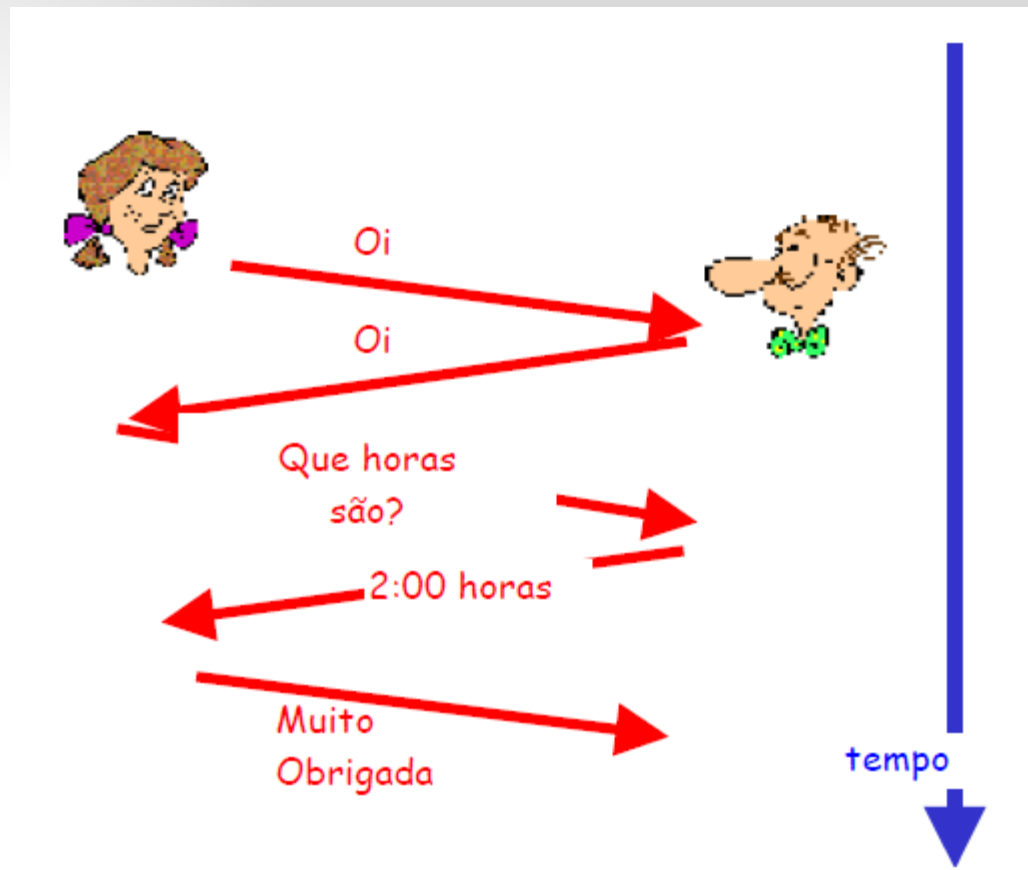 Oi
Oi
Que horas
são?
2:00 horas
Muito
Obrigada
tempo